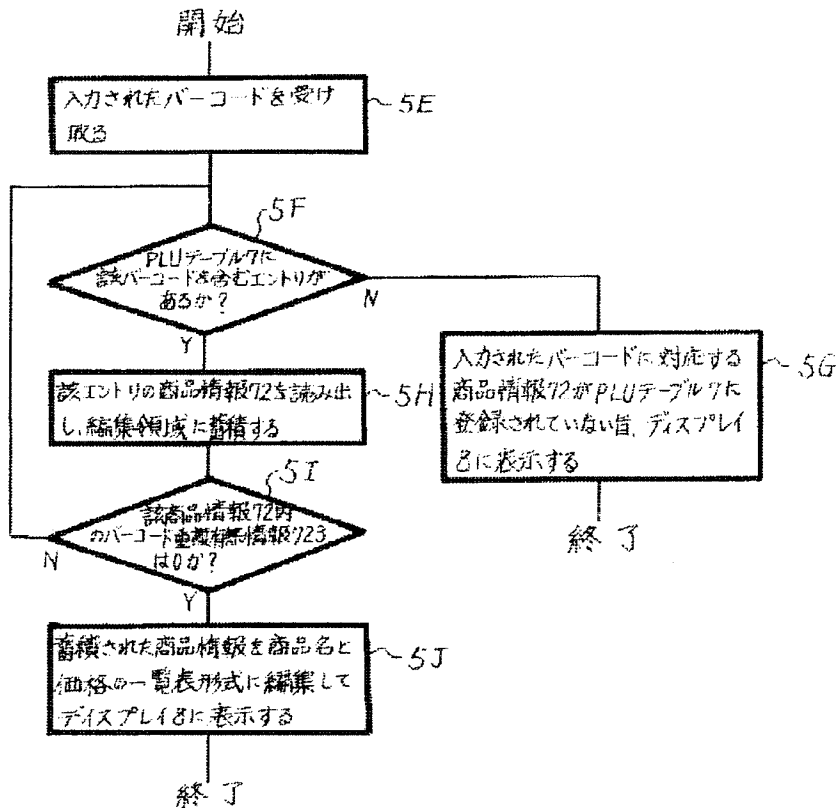 開始
入力されたバーコードを受け
取る
5E
5F
PLUテーブル7に
該バーコードを含むエントリが
あるか?
N
Y
該エントリの商品情報72を読み出
し、編集領域に蓄積する
5H
入力されたバーコードに対応する
商品情報72がPLUテーブル7に
登録されていない旨、ディスプレイ
8に表示する
5G
終了
5I
該商品情報72内
のバーコード重複有無情報723
は0か?
N
Y
蓄積された商品情報を商品名と
価格の一覧表形式に編集して
ディスプレイ8に表示する
5J
終了